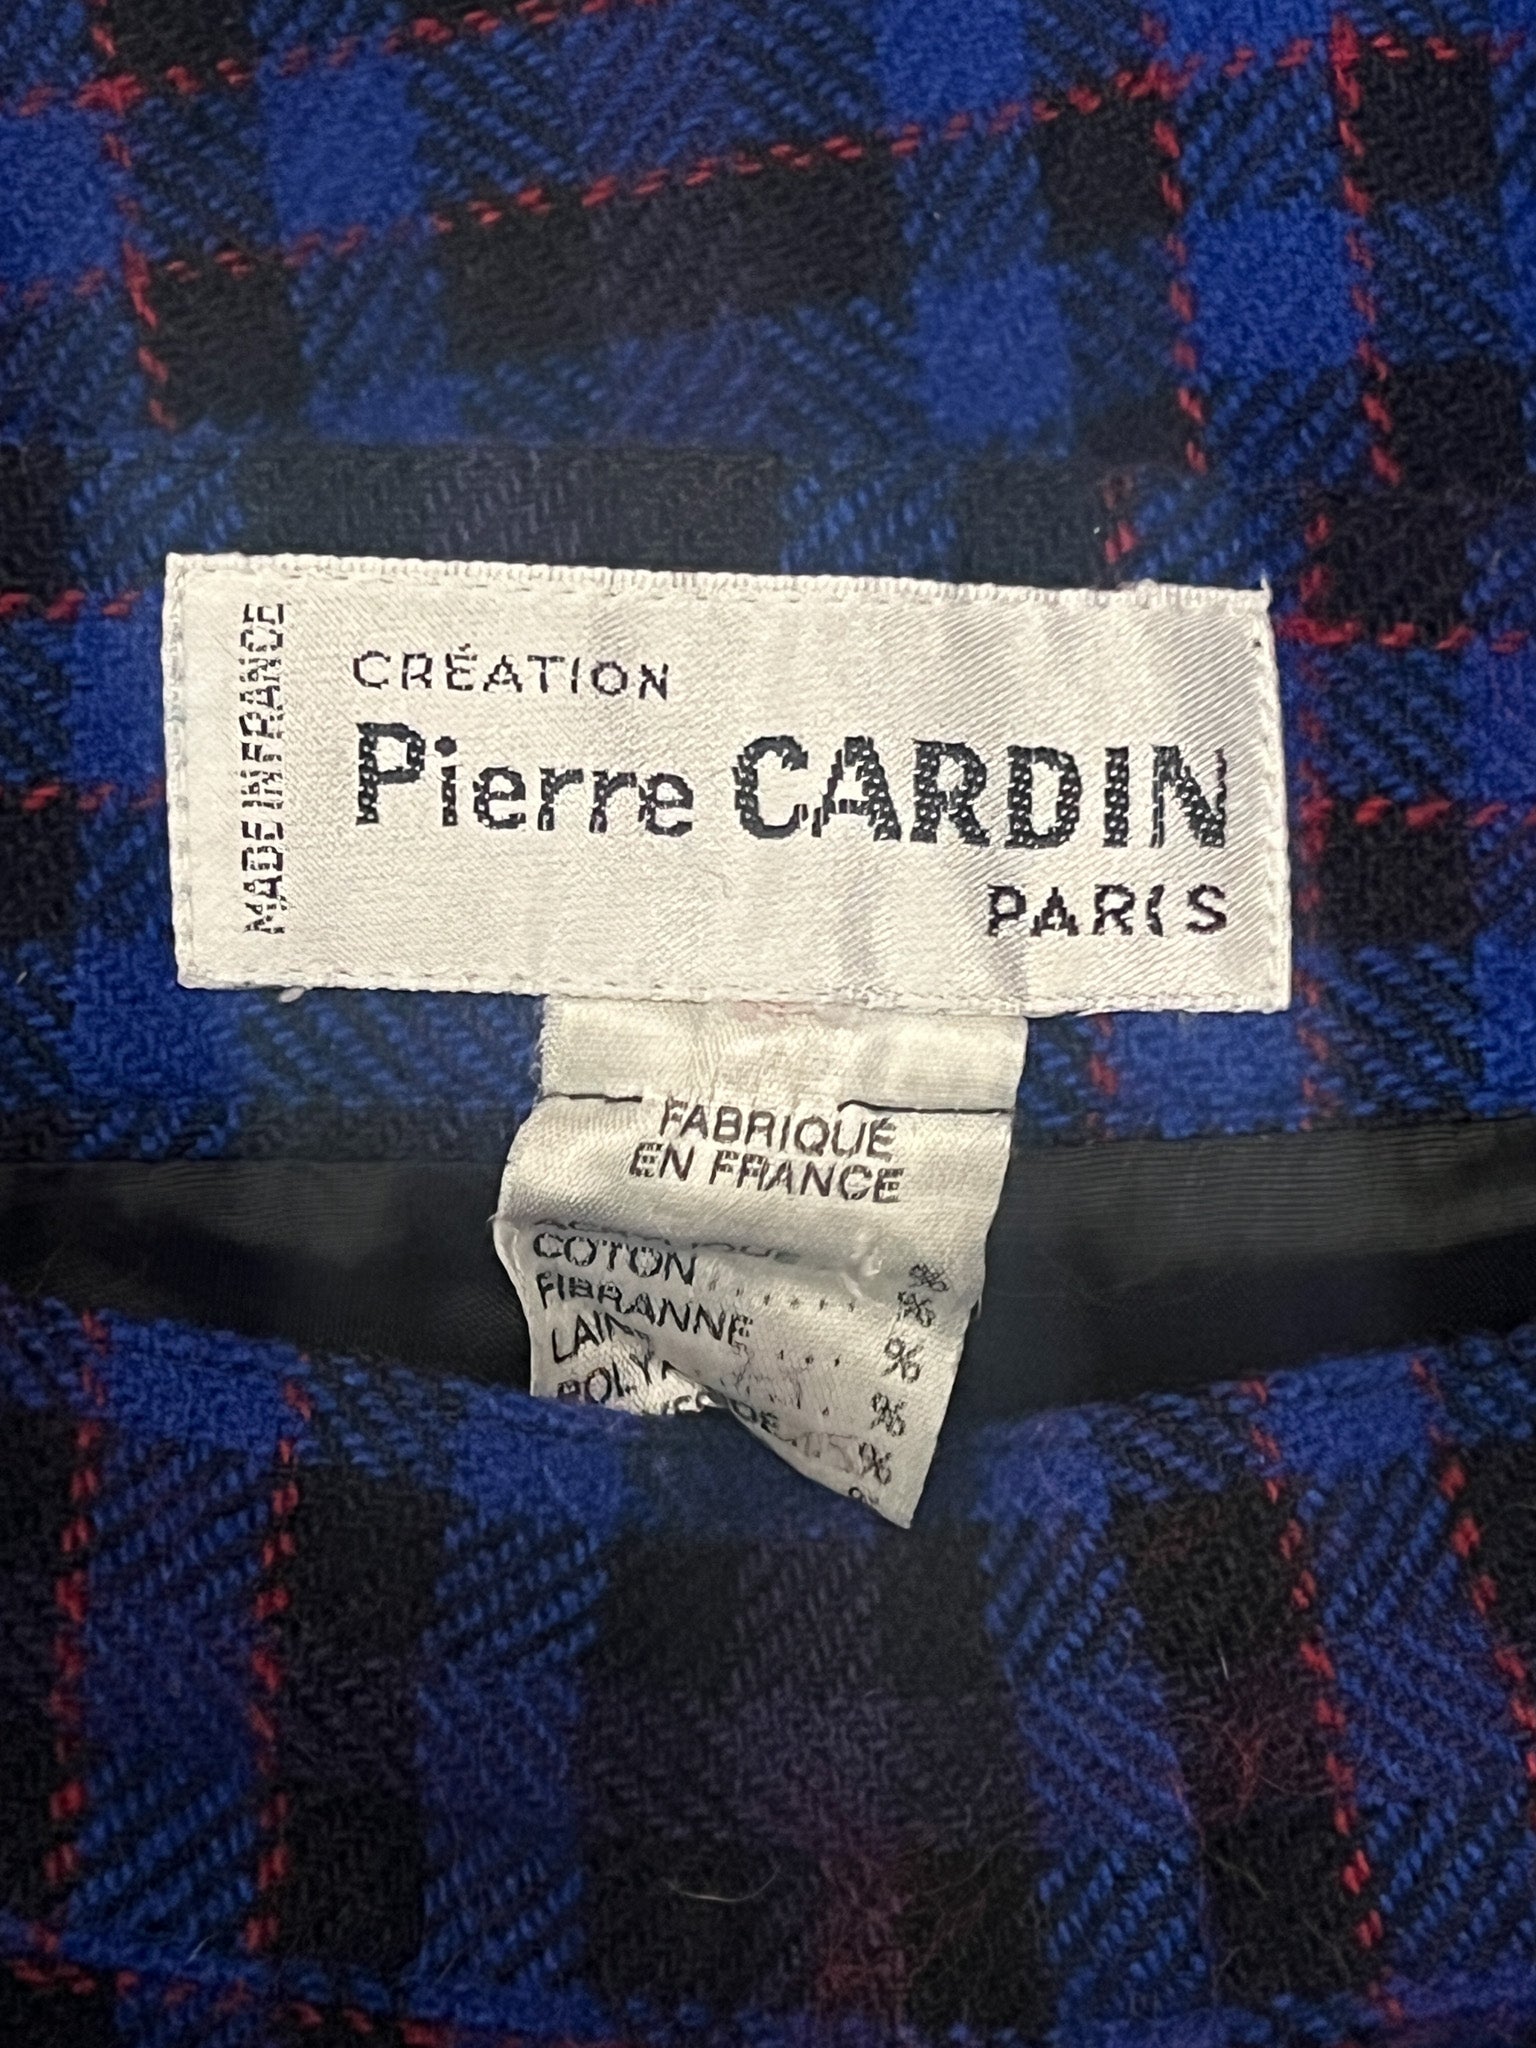 MADE IN FRANCE
CRÉATION
Pierre CARDIN
PARIS
FABRIQUÉ
EN FRANCE
COTON ........ %
FIBRANNE %
.... %
%
%